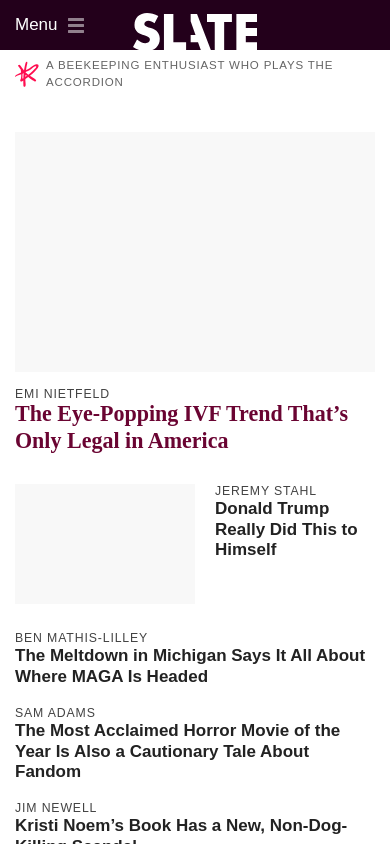 Menu
SLATE
A BEEKEEPING ENTHUSIAST WHO PLAYS THE
ACCORDION
EMI NIETFELD
The Eye-Popping IVF Trend That’s
Only Legal in America
JEREMY STAHL
Donald Trump
Really Did This to
Himself
BEN MATHIS-LILLEY
The Meltdown in Michigan Says It All About
Where MAGA Is Headed
SAM ADAMS
The Most Acclaimed Horror Movie of the
Year Is Also a Cautionary Tale About
Fandom
JIM NEWELL
Kristi Noem’s Book Has a New, Non-Dog-
Killing Scandal